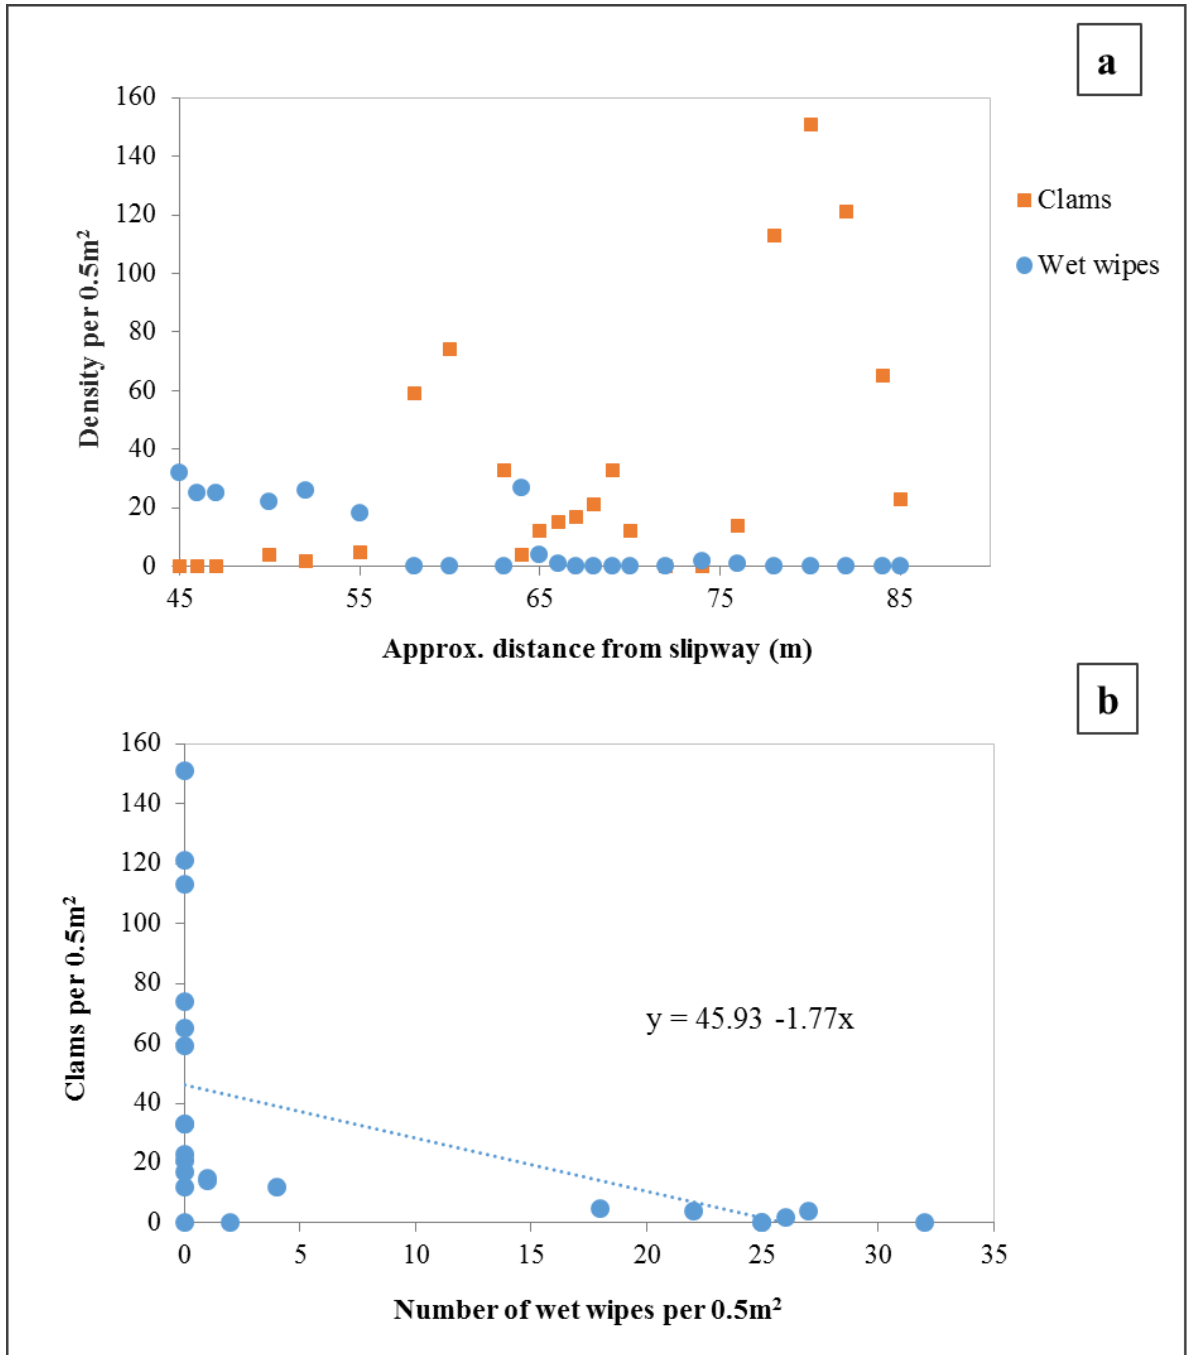 a
160
140
120
100
80
60
40
20
0
45 55 65 75 85
Density per 0.5m²
Approx. distance from slipway (m)
Clams
Wet wipes
b
160
140
120
100
80
60
40
20
0
0 5 10 15 20 25 30 35
Clams per 0.5m²
y = 45.93 -1.77x
Number of wet wipes per 0.5m²